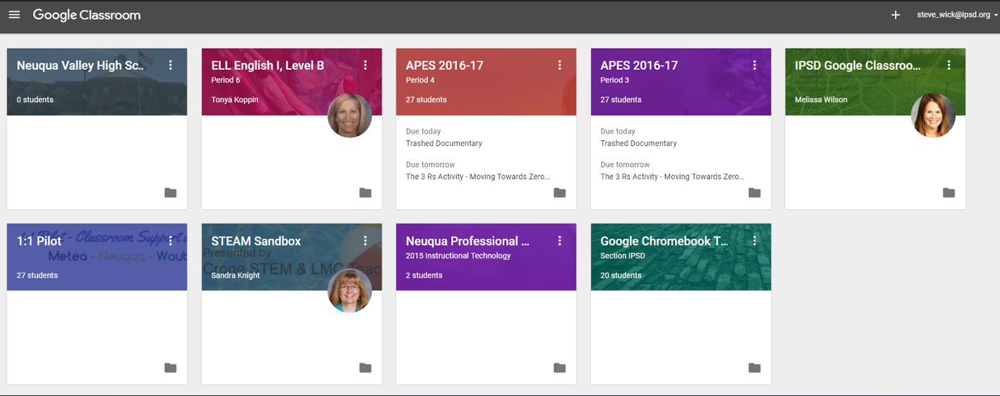 Google Classroom
steve_wick@ipsd.org
Neuqua Valley High Sc...
0 students
ELL English I, Level B
Period 6
Tonya Koppin
APES 2016-17
Period 4
27 students
Due today
Trashed Documentary
Due tomorrow
The 3 Rs Activity - Moving Towards Zero...
APES 2016-17
Period 3
27 students
Due today
Trashed Documentary
Due tomorrow
The 3 Rs Activity - Moving Towards Zero...
IPSD Google Classroo...
Melissa Wilson
1:1 Pilot - Classroom Support
1:1 Pilot
Metea - Neuqua - Waub
27 students
STEAM Sandbox
Presented by
Crone STEM & LMC Teac
Sandra Knight
Neuqua Professional ...
2015 Instructional Technology
2 students
Google Chromebook T...
Section IPSD
20 students